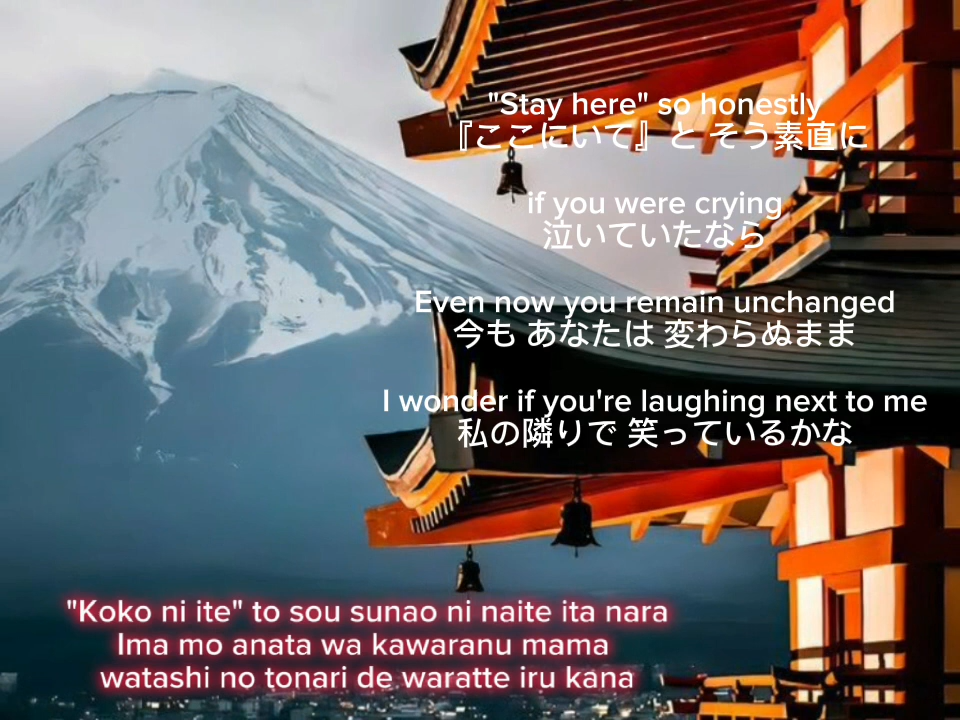 "Stay here" so honestly
『ここにいて』と そう素直に
if you were crying
泣いていたなら
Even now you remain unchanged
今も あなたは 変わらぬまま
I wonder if you're laughing next to me
私の隣りで 笑っているかな
"Koko ni ite" to sou sunao ni naite ita nara
Ima mo anata wa kawaranu mama
watashi no tonari de waratte iru kana